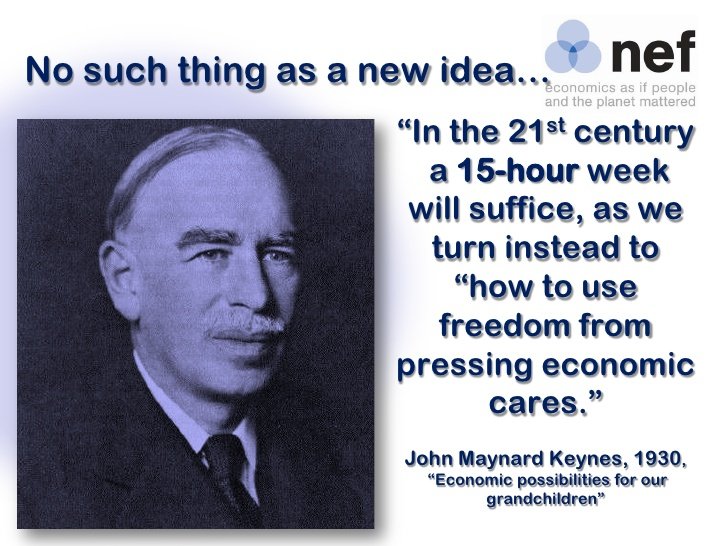 nef
economics as if people
and the planet mattered
No such thing as a new idea…
“In the 21st century
a 15-hour week
will suffice, as we
turn instead to
“how to use
freedom from
pressing economic
cares.”
John Maynard Keynes, 1930,
“Economic possibilities for our
grandchildren”